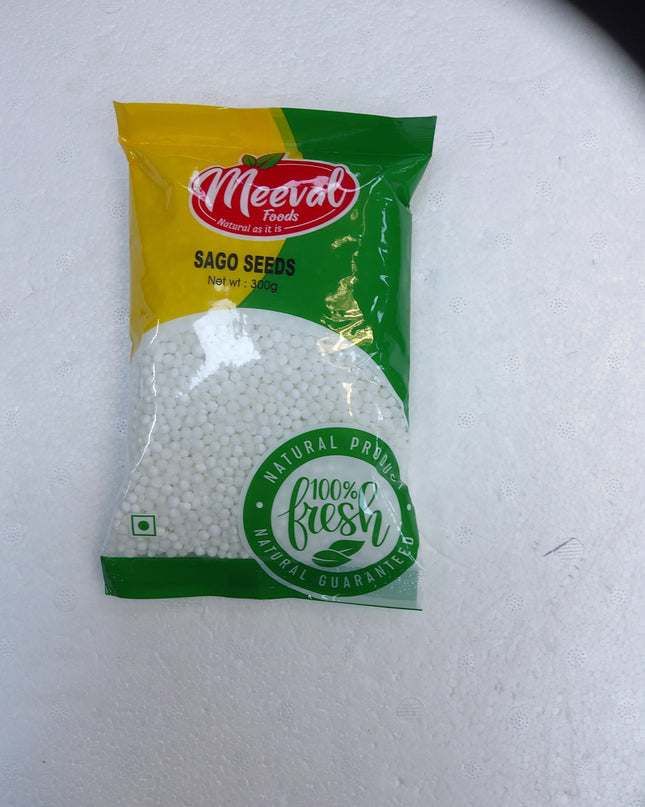 Meeval
Foods
Natural as it is
SAGO SEEDS
Net wt : 300g
NATURAL PRODUCT
100%
fresh
NATURAL GUARANTEED